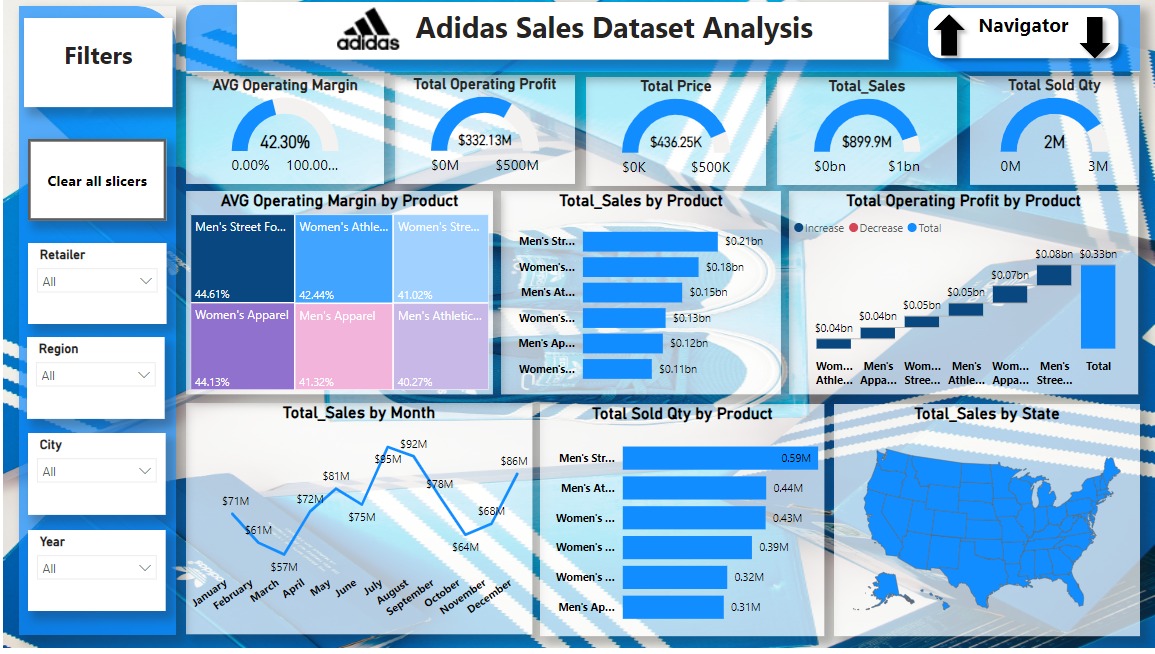 Filters
adidas
Adidas Sales Dataset Analysis
Navigator
Clear all slicers
Retailer
All
Region
All
City
All
Year
All
AVG Operating Margin
42.30%
0.00% 100.00...
Total Operating Profit
$332.13M
$0M $500M
Total Price
$436.25K
$0K $500K
Total_Sales
$899.9M
$0bn $1bn
Total Sold Qty
2M
0M 3M
AVG Operating Margin by Product
Men's Street Fo... Women's Athle... Women's Stre...
44.61% 42.44% 41.02%
Women's Apparel Men's Apparel Men's Athletic...
44.13% 41.32% 40.27%
Total_Sales by Product
Men's Str... $0.21bn
Women's... $0.18bn
Men's At... $0.15bn
Women's... $0.13bn
Men's Ap... $0.12bn
Women's... $0.11bn
Total Operating Profit by Product
Increase Decrease Total
$0.04bn $0.04bn $0.05bn $0.05bn $0.07bn $0.08bn $0.33bn
Wom... Men's Wom... Men's Wom... Men's Total
Athle... Appa... Stree... Athle... Appa... Stree...
Total_Sales by Month
$71M $61M $57M $72M $81M $75M $95M $92M $78M $64M $68M $86M
January February March April May June July August September October November December
Total Sold Qty by Product
Men's Str... 0.59M
Men's At... 0.44M
Women's ... 0.43M
Women's ... 0.39M
Women's ... 0.32M
Men's Ap... 0.31M
Total_Sales by State